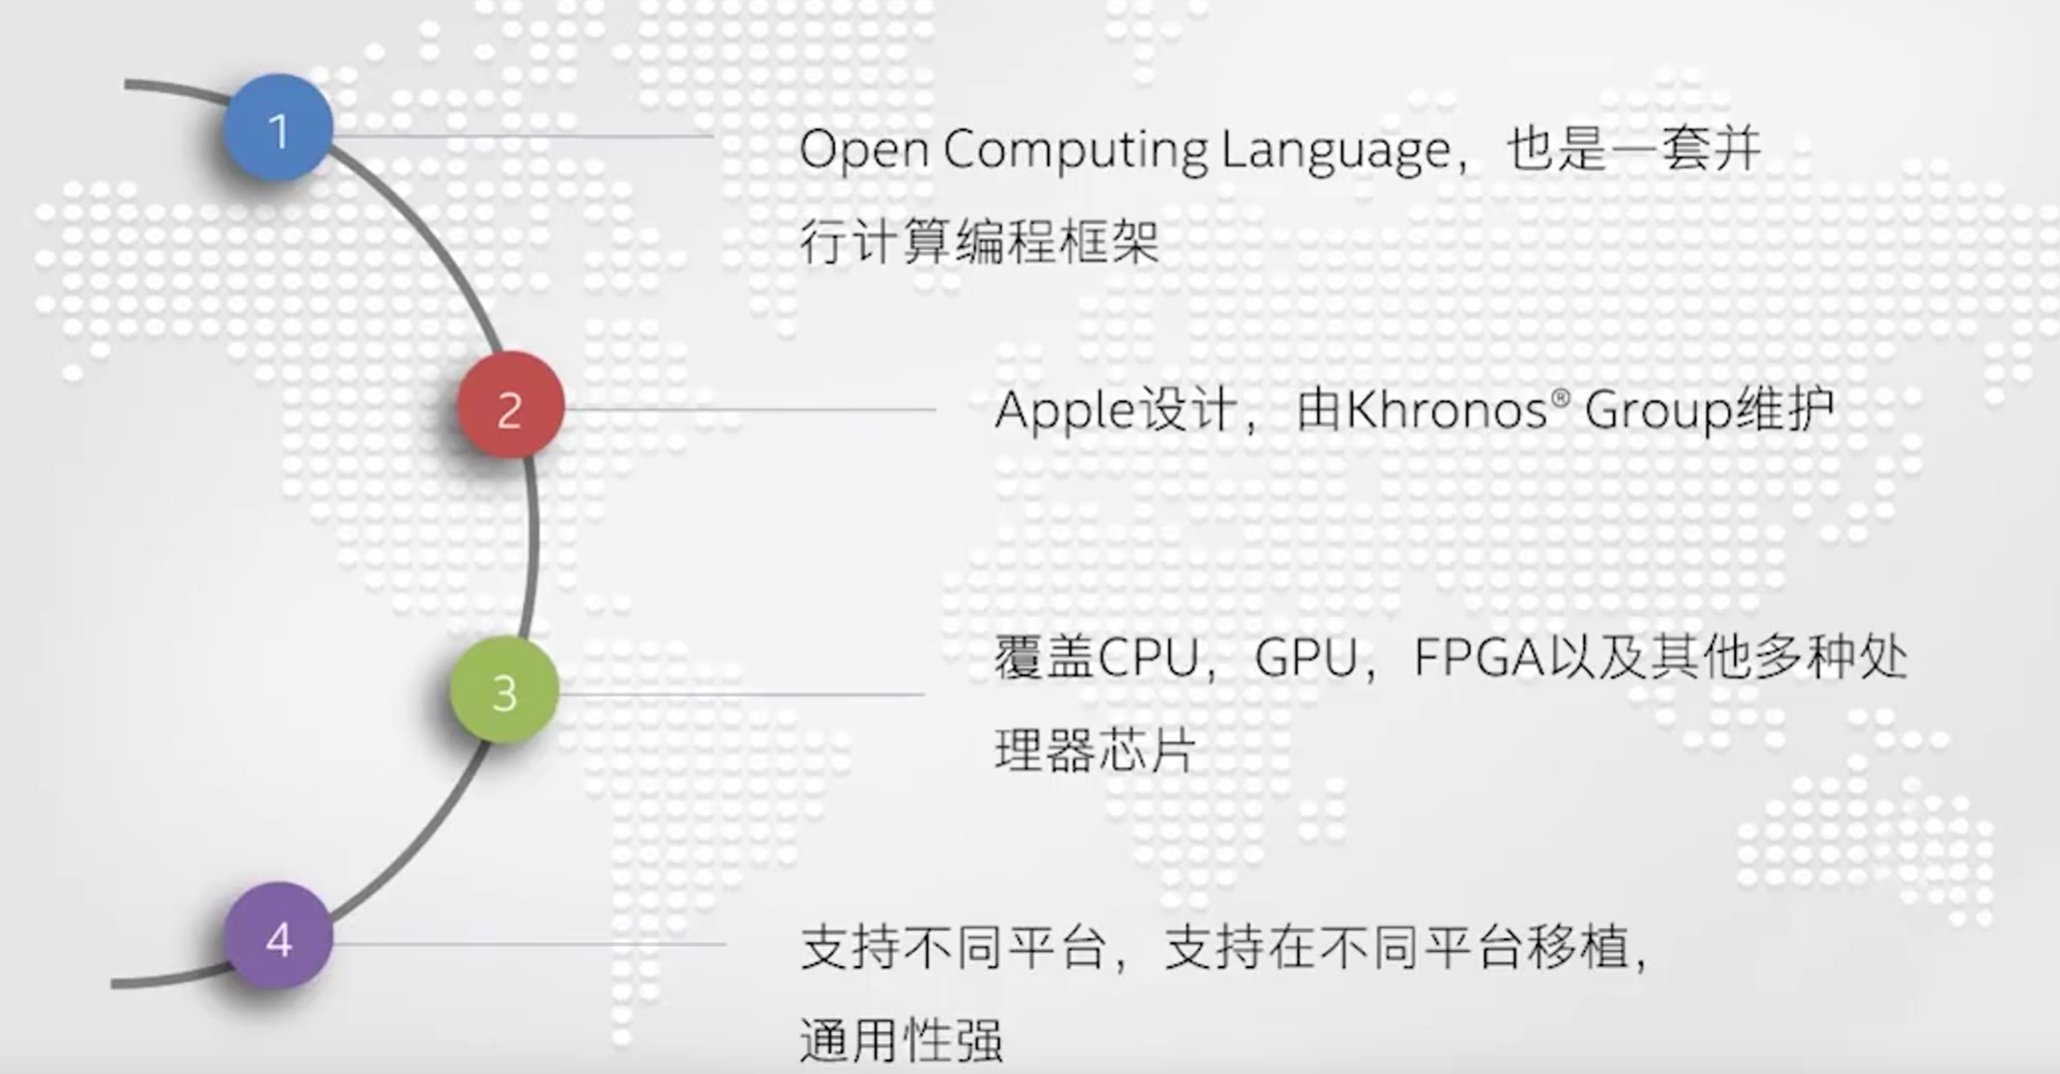 1
Open Computing Language，也是一套并
行计算编程框架
2
Apple设计，由Khronos® Group维护
3
覆盖CPU，GPU，FPGA以及其他多种处
理器芯片
4
支持不同平台，支持在不同平台移植，
通用性强